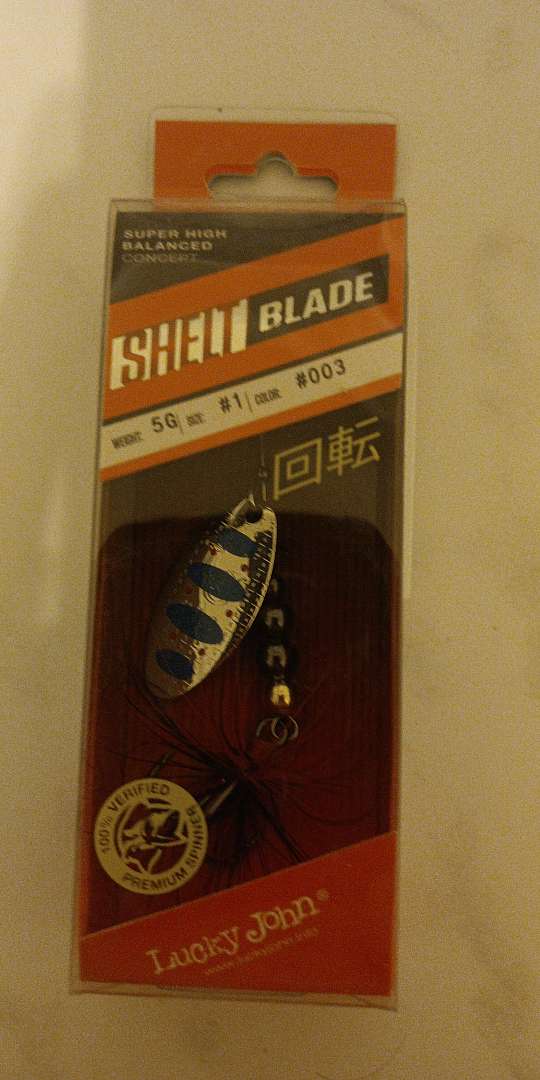 SUPER HIGH
BALANCED
CONCEPT
SHELT BLADE
WEIGHT: 5G SIZE: #1 COLOR: #003
回転
100% VERIFIED
PREMIUM SPINNER
Lucky John®